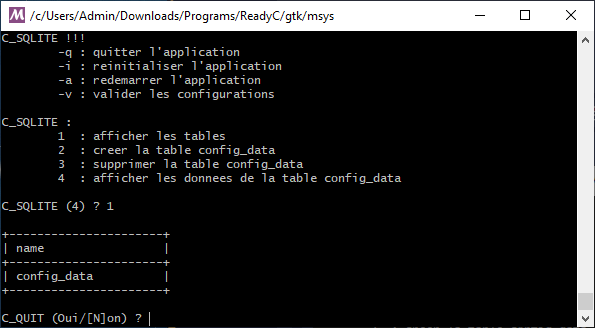 /c/Users/Admin/Downloads/Programs/ReadyC/gtk/msys
C_SQLITE !!!
-q : quitter l'application
-i : reinitialiser l'application
-a : redemarrer l'application
-v : valider les configurations
C_SQLITE :
1 : afficher les tables
2 : creer la table config_data
3 : supprimer la table config_data
4 : afficher les donnees de la table config_data
C_SQLITE (4) ? 1
+----------------------+
| name |
+----------------------+
| config_data |
+----------------------+
C_QUIT (Oui/[N]on) ? |